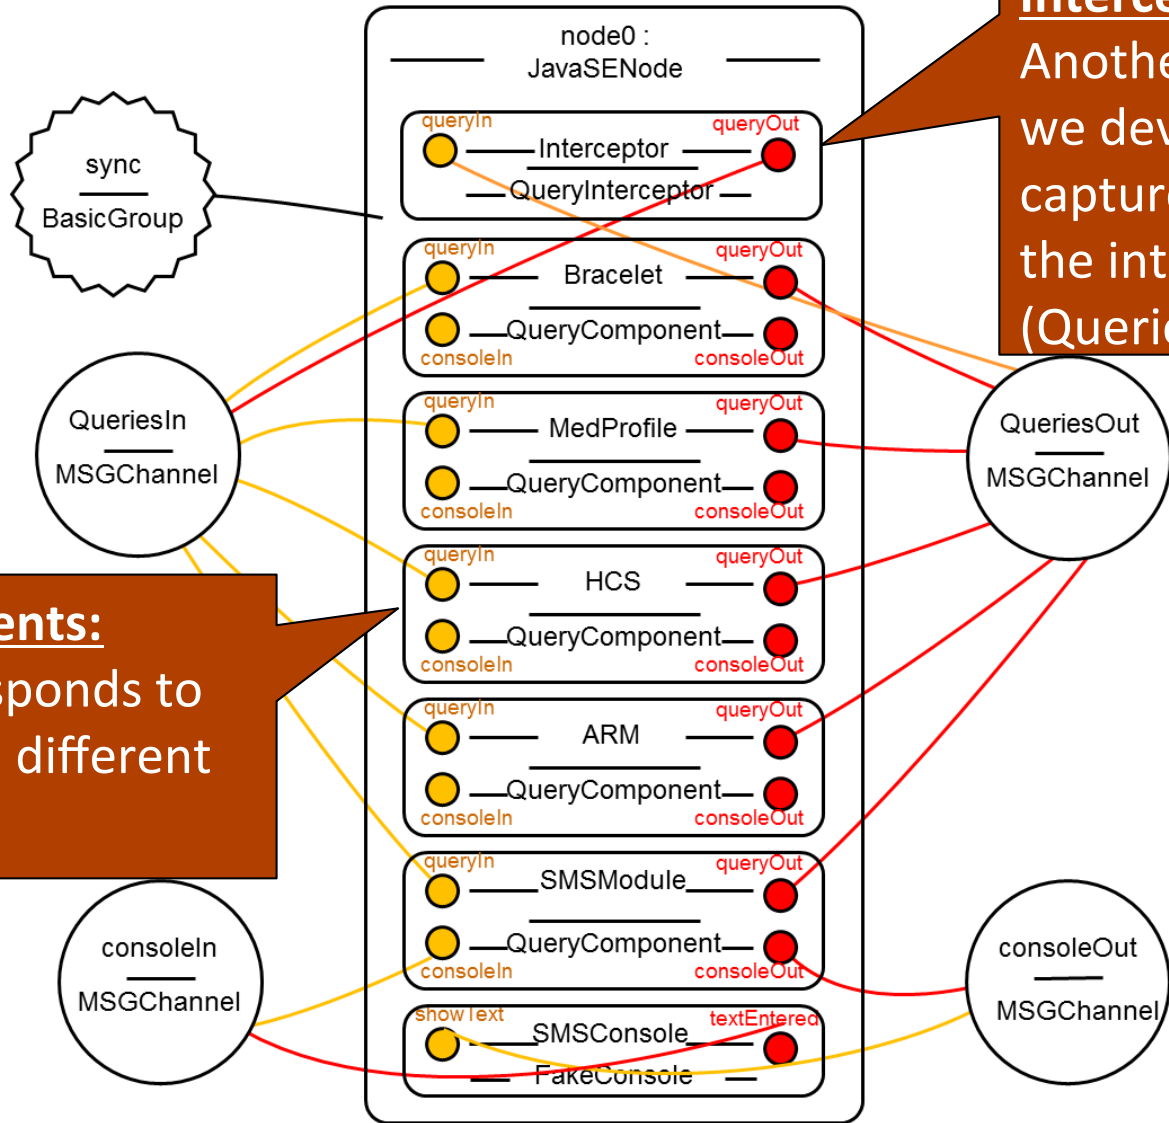 node0 :
JavaSENode
queryIn
queryOut
Interceptor
QueryInterceptor
sync
BasicGroup
Anothe
we dev
capture
the int
(Querie
queryIn
queryOut
Bracelet
QueryComponent
consoleIn
consoleOut
QueriesIn
MSGChannel
queryIn
queryOut
MedProfile
QueryComponent
consoleIn
consoleOut
QueriesOut
MSGChannel
queryIn
queryOut
HCS
QueryComponent
consoleIn
consoleOut
ents:
sponds to
different
queryIn
queryOut
ARM
QueryComponent
consoleIn
consoleOut
queryIn
queryOut
SMSModule
QueryComponent
consoleIn
consoleOut
consoleIn
MSGChannel
consoleOut
MSGChannel
showText
textEntered
SMSConsole
FakeConsole